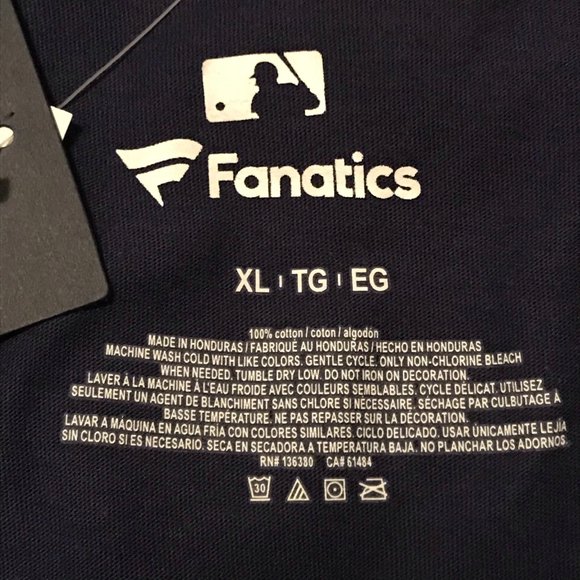 Fanatics
XL | TG | EG
100% cotton / coton / algodón
MADE IN HONDURAS / FABRIQUÉ AU HONDURAS / HECHO EN HONDURAS
MACHINE WASH COLD WITH LIKE COLORS. GENTLE CYCLE. ONLY NON-CHLORINE BLEACH
WHEN NEEDED. TUMBLE DRY LOW. DO NOT IRON ON DECORATION.
LAVER À LA MACHINE À L'EAU FROIDE AVEC COULEURS SEMBLABLES. CYCLE DÉLICAT. UTILISEZ
SEULEMENT UN AGENT DE BLANCHIMENT SANS CHLORE SI NECESSAIRE. SÉCHAGE PAR CULBUTAGE À
BASSE TEMPÉRATURE. NE PAS REPASSER SUR LA DÉCORATION.
LAVAR A MÁQUINA EN AGUA FRÍA CON COLORES SIMILARES. CICLO DELICADO. USAR ÚNICAMENTE LEJÍA
SIN CLORO SI ES NECESARIO. SECA EN SECADORA A TEMPERATURA BAJA. NO PLANCHAR LOS ADORNOS.
RN# 136380 CA# 61484
30